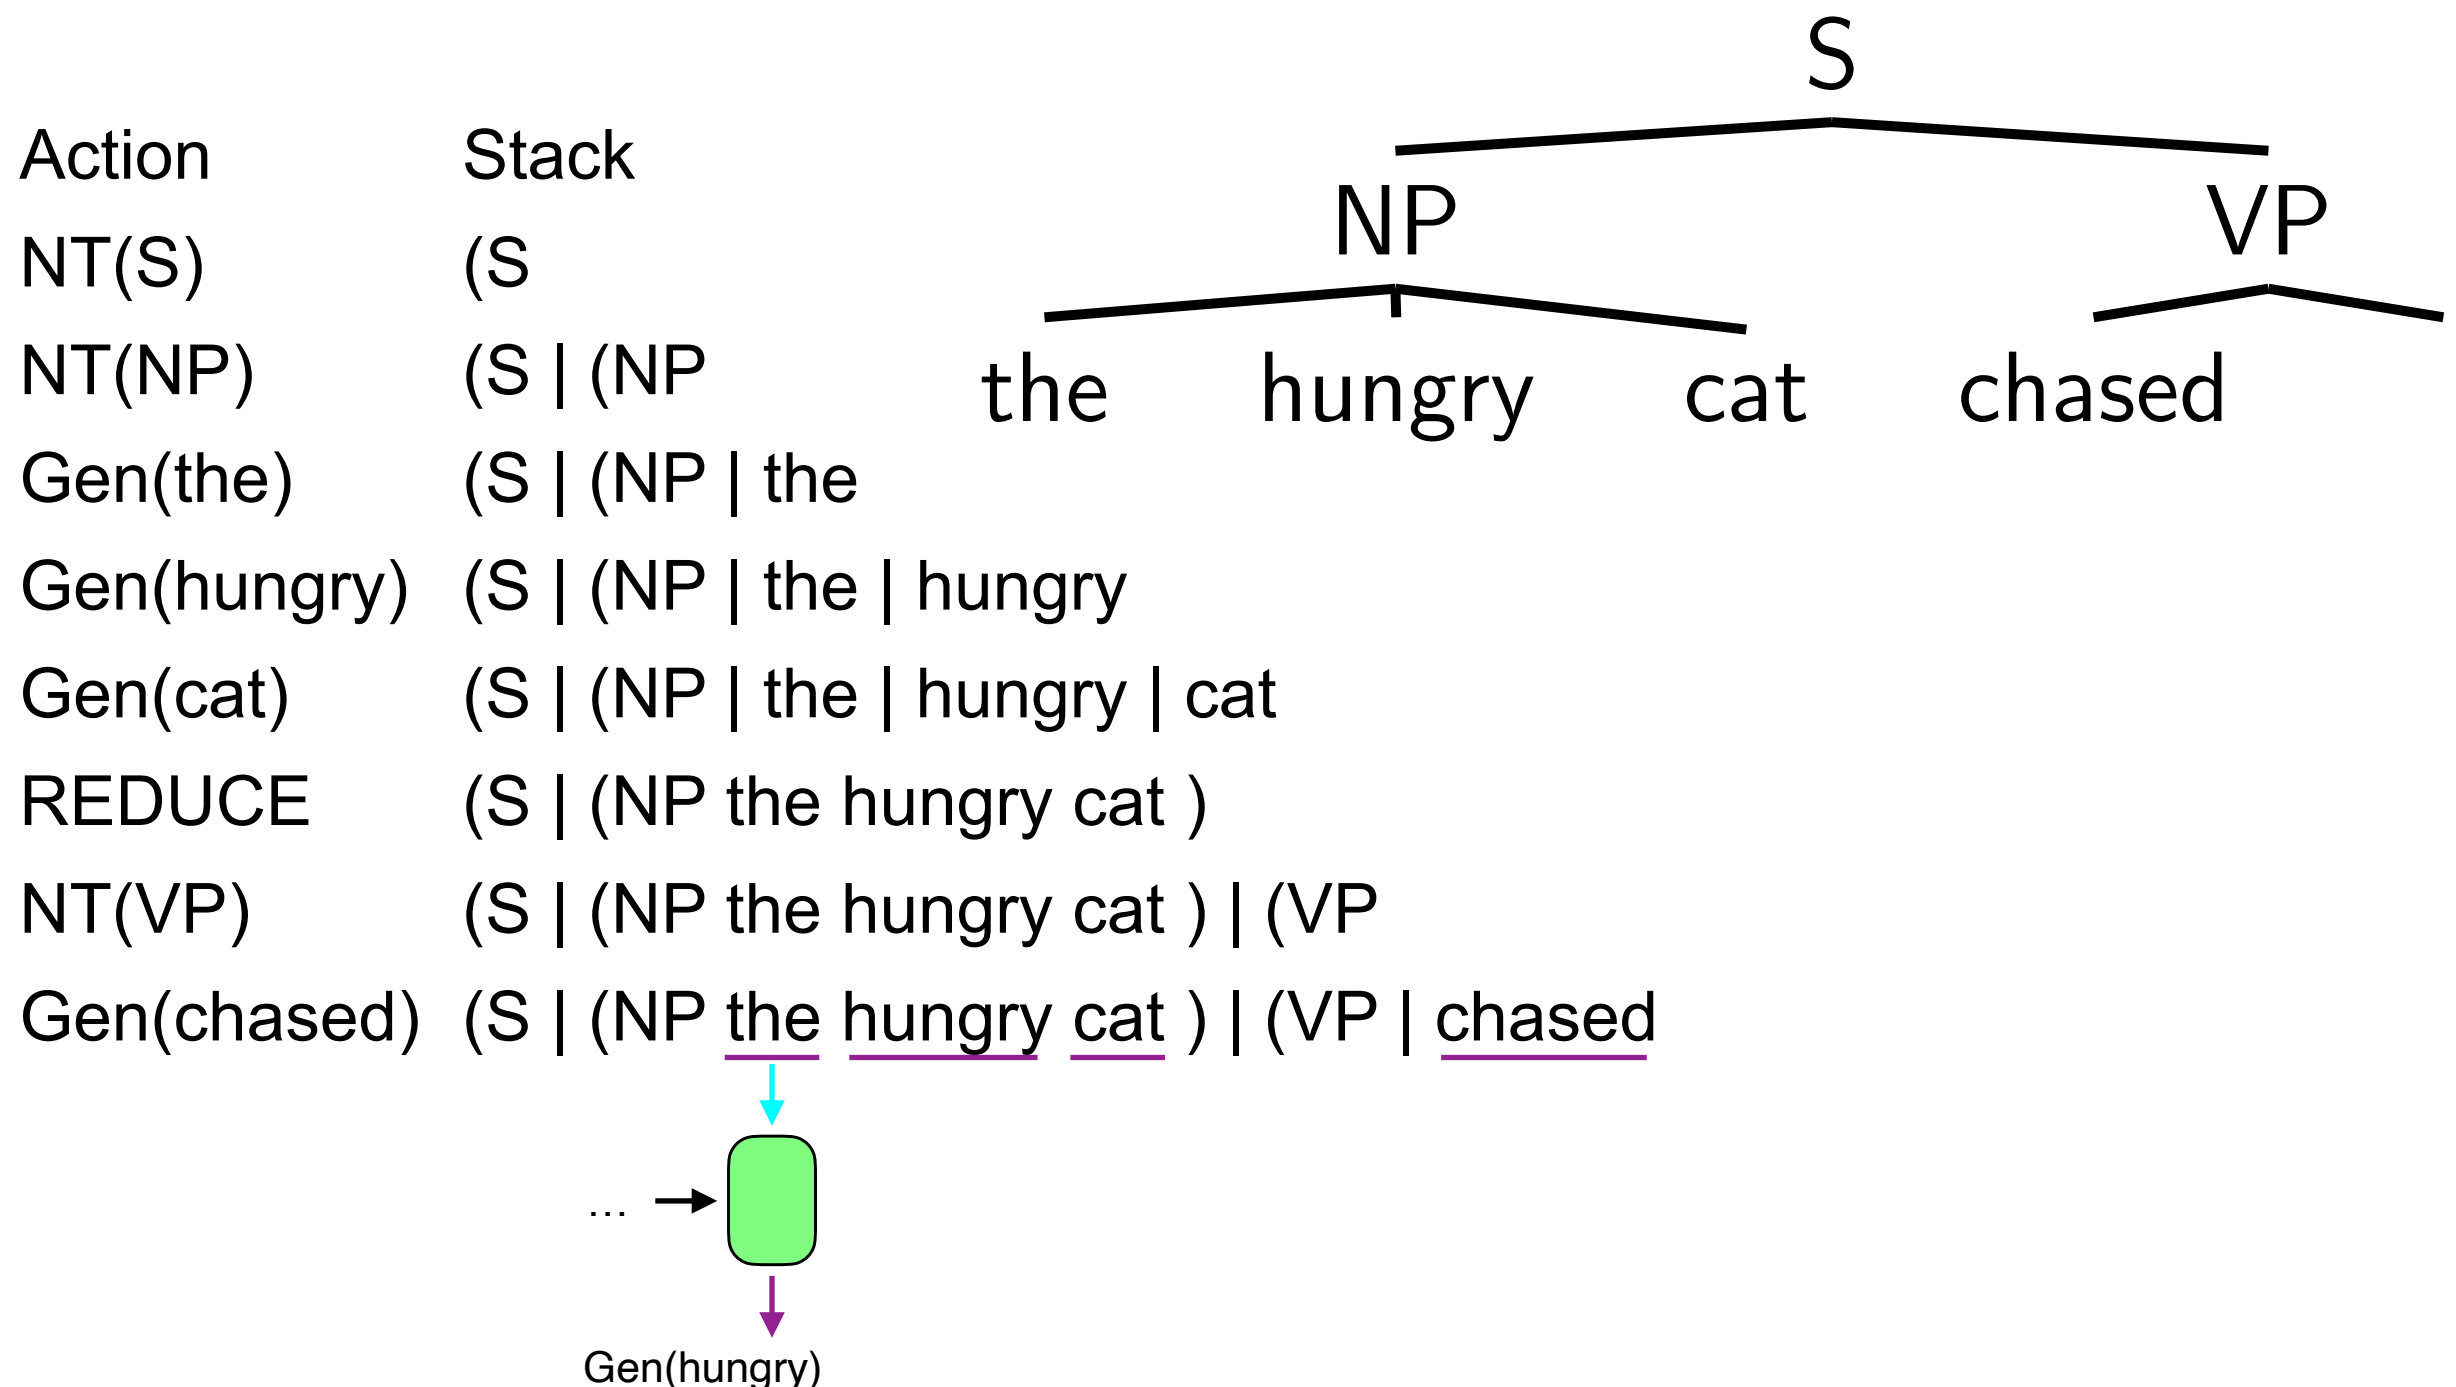 S
Action Stack
NP VP
NT(S) (S
NT(NP) (S | (NP
the hungry cat chased
Gen(the) (S | (NP | the
Gen(hungry) (S | (NP | the | hungry
Gen(cat) (S | (NP | the | hungry | cat
REDUCE (S | (NP the hungry cat )
NT(VP) (S | (NP the hungry cat ) | (VP
Gen(chased) (S | (NP the hungry cat ) | (VP | chased
...
Gen(hungry)